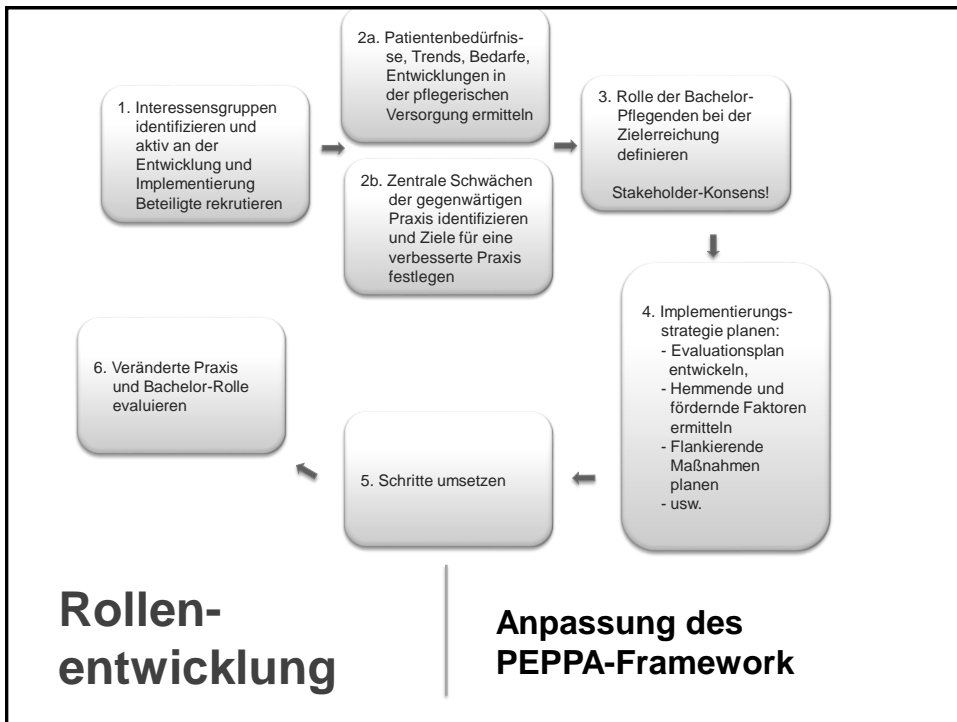 1. Interessensgruppen
identifizieren und
aktiv an der
Entwicklung und
Implementierung
Beteiligte rekrutieren
2a. Patientenbedürfnis-
se, Trends, Bedarfe,
Entwicklungen in
der pflegerischen
Versorgung ermitteln
2b. Zentrale Schwächen
der gegenwärtigen
Praxis identifizieren
und Ziele für eine
verbesserte Praxis
festlegen
3. Rolle der Bachelor-
Pflegenden bei der
Zielerreichung
definieren
Stakeholder-Konsens!
4. Implementierungs-
strategie planen:
- Evaluationsplan
entwickeln,
- Hemmende und
fördernde Faktoren
ermitteln
- Flankierende
Maßnahmen
planen
- usw.
5. Schritte umsetzen
6. Veränderte Praxis
und Bachelor-Rolle
evaluieren
Rollen-
entwicklung
Anpassung des
PEPPA-Framework